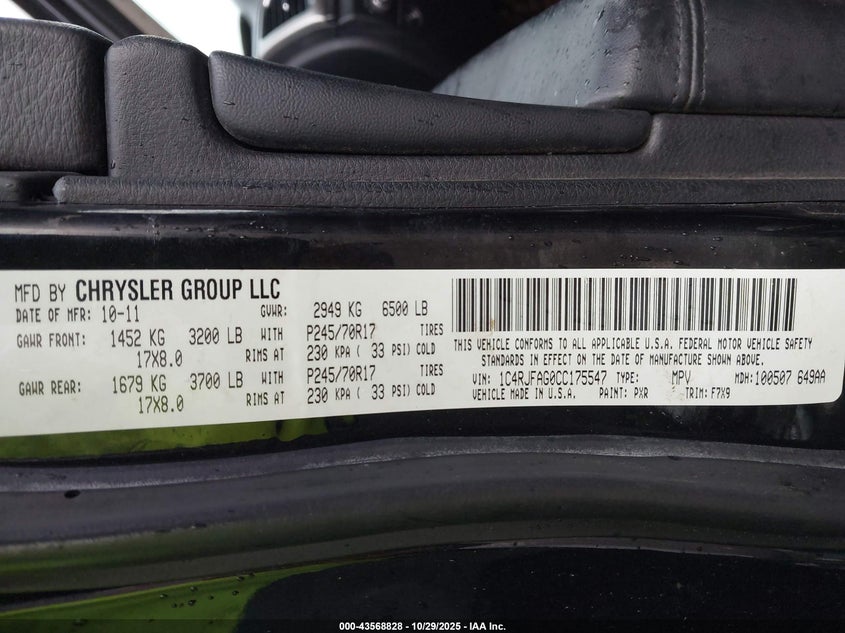 MFD BY CHRYSLER GROUP LLC
DATE OF MFR: 10-11 GVWR: 2949 KG 6500 LB
GAWR FRONT: 1452 KG 3200 LB WITH P245/70R17 TIRES
17X8.0 RIMS AT 230 KPA ( 33 PSI) COLD
GAWR REAR: 1679 KG 3700 LB WITH P245/70R17 TIRES
17X8.0 RIMS AT 230 KPA ( 33 PSI) COLD
THIS VEHICLE CONFORMS TO ALL APPLICABLE U.S.A. FEDERAL MOTOR VEHICLE SAFETY
STANDARDS IN EFFECT ON THE DATE OF MANUFACTURE SHOWN ABOVE.
VIN: 1C4RJFAG0CC175547 TYPE: MPV MDH: 100507 649AA
VEHICLE MADE IN U.S.A. PAINT: PXR TRIM: F7X9
000-43568828 - 10/29/2025 - IAA Inc.